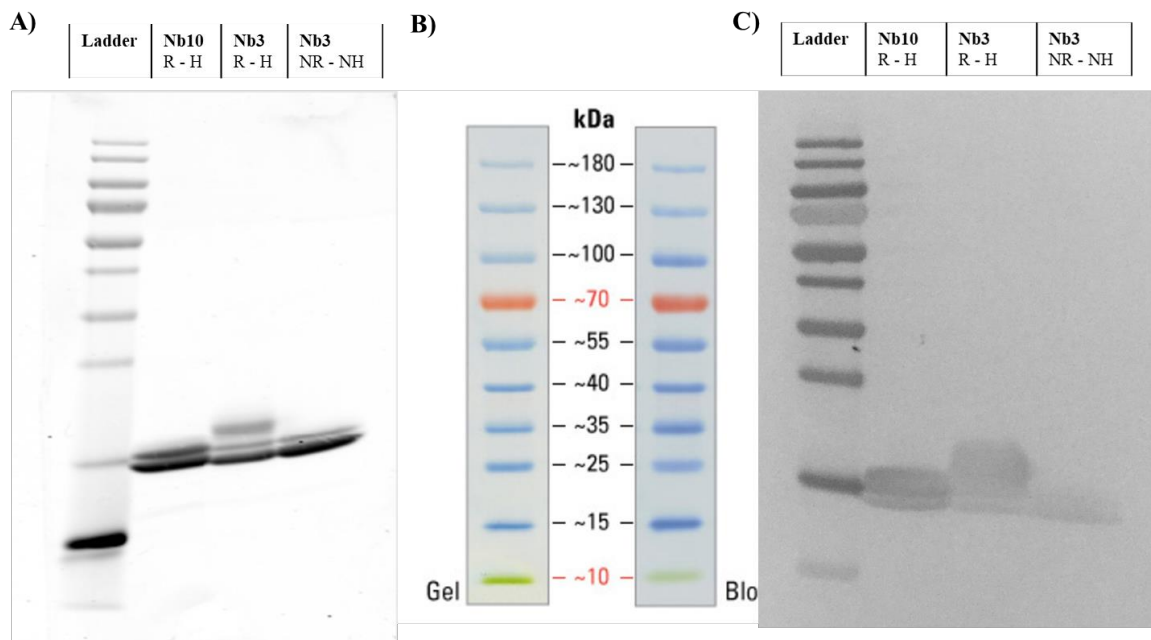 A)
Ladder
Nb10
R - H
Nb3
R - H
Nb3
NR - NH
B)
kDa
~180
~130
~100
~70
~55
~40
~35
~25
~15
~10
Gel
Blo
C)
Ladder
Nb10
R - H
Nb3
R - H
Nb3
NR - NH